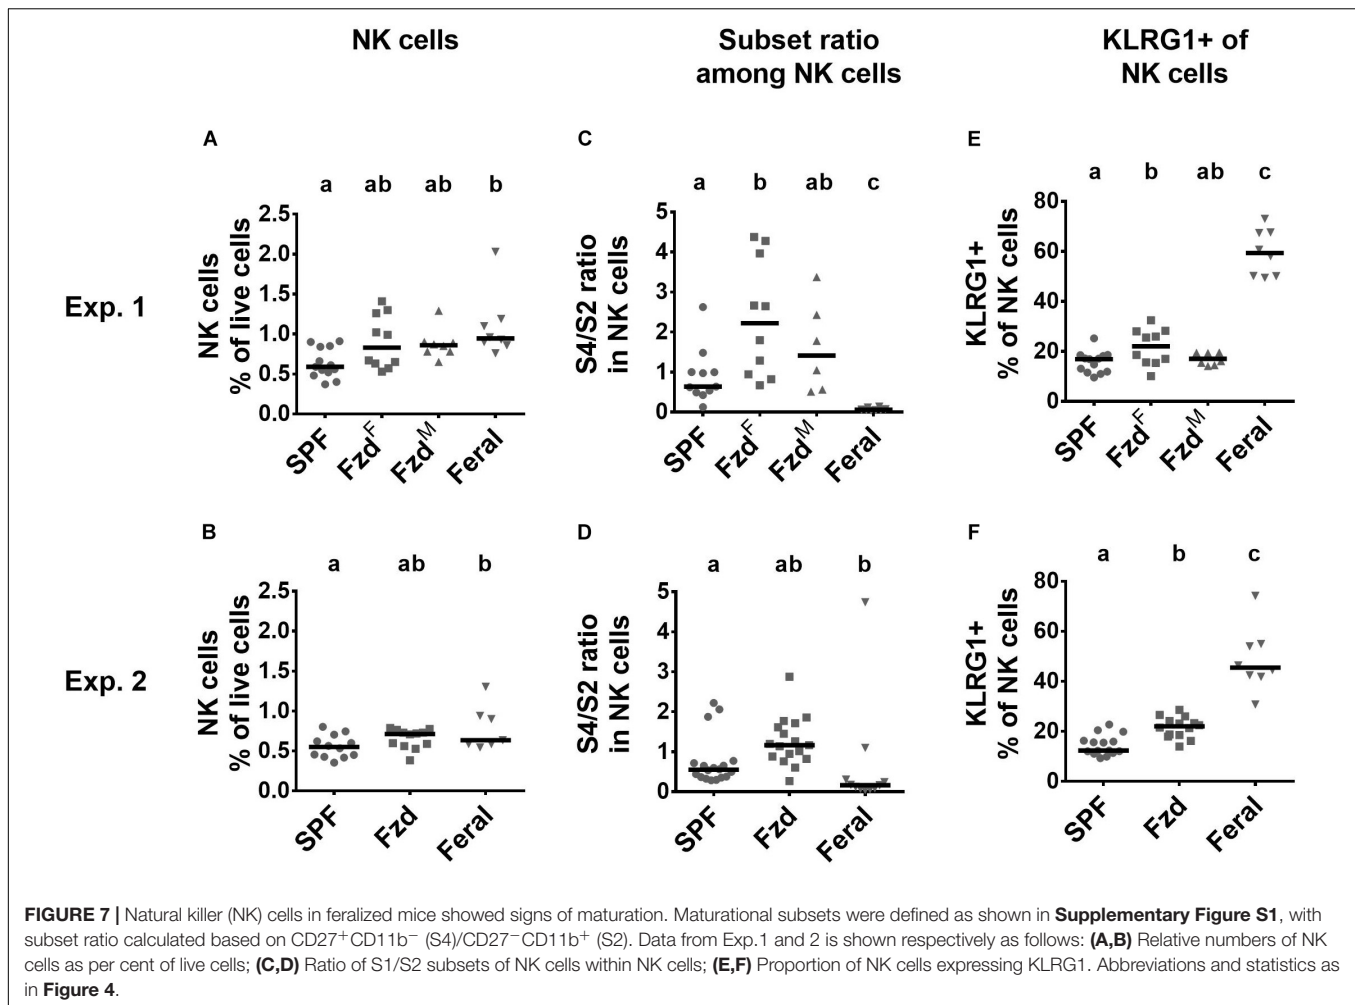 NK cells
Subset ratio
among NK cells
KLRG1+ of
NK cells
Exp. 1
A
a ab ab b
NK cells
% of live cells
2.5
2.0
1.5
1.0
0.5
0.0
SPF Fzd^F Fzd^M Feral
C
a b ab c
S4/S2 ratio
in NK cells
5
4
3
2
1
0
SPF Fzd^F Fzd^M Feral
E
a b ab c
KLRG1+
% of NK cells
80
60
40
20
0
SPF Fzd^F Fzd^M Feral
Exp. 2
B
a ab b
NK cells
% of live cells
2.5
2.0
1.5
1.0
0.5
0.0
SPF Fzd Feral
D
a ab b
S4/S2 ratio
in NK cells
5
4
3
2
1
0
SPF Fzd Feral
F
a b c
KLRG1+
% of NK cells
80
60
40
20
0
SPF Fzd Feral
FIGURE 7 | Natural killer (NK) cells in feralized mice showed signs of maturation. Maturational subsets were defined as shown in Supplementary Figure S1, with
subset ratio calculated based on CD27⁺CD11b⁻ (S4)/CD27⁻CD11b⁺ (S2). Data from Exp.1 and 2 is shown respectively as follows: (A,B) Relative numbers of NK
cells as per cent of live cells; (C,D) Ratio of S1/S2 subsets of NK cells within NK cells; (E,F) Proportion of NK cells expressing KLRG1. Abbreviations and statistics as
in Figure 4.